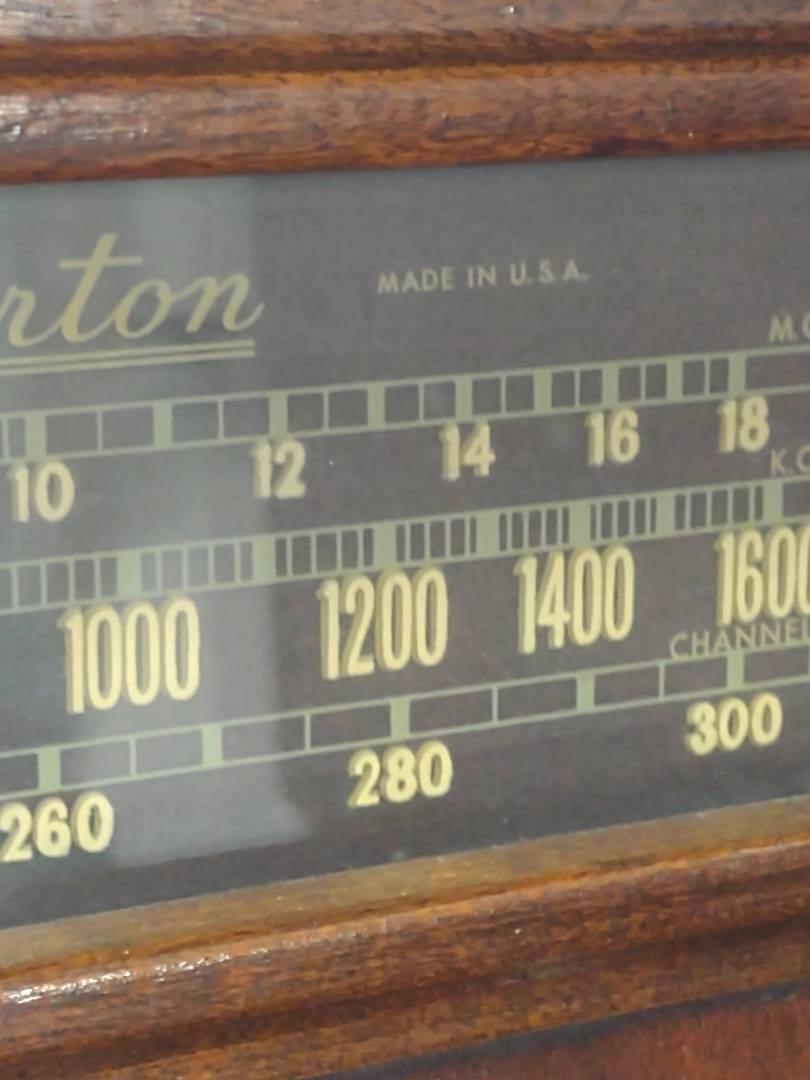 rton
MADE IN U.S.A.
M.C
10 12 14 16 18
K.C
1000 1200 1400 1600
CHANNEL
260 280 300